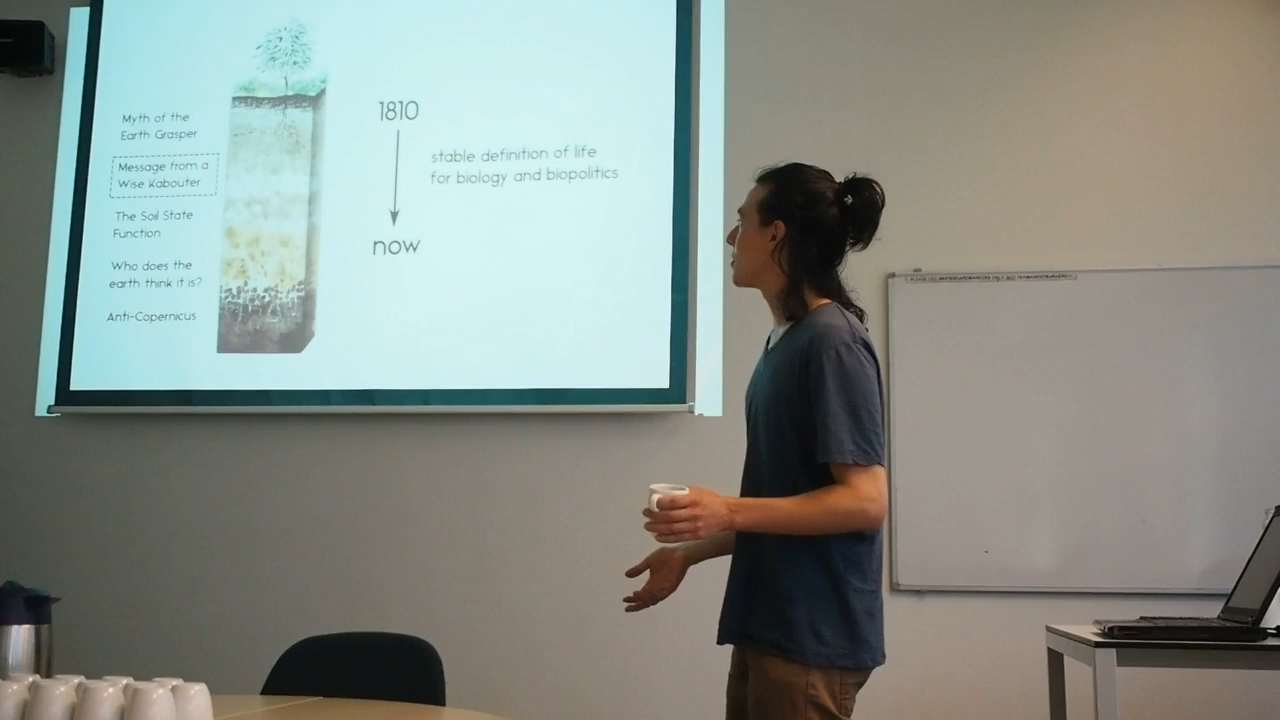 Myth of the
Earth Grasper
Message from a
Wise Kabouter
The Soil State
Function
Who does the
earth think it is?
Anti-Copernicus
1810
stable definition of life
for biology and biopolitics
now